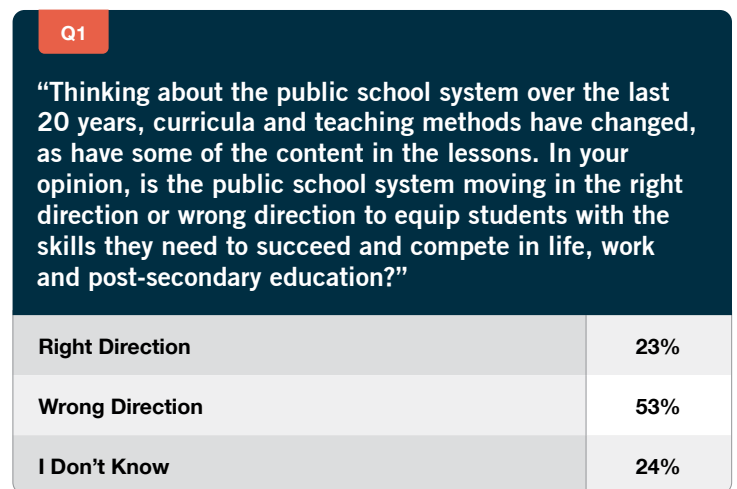 Q1
“Thinking about the public school system over the last
20 years, curricula and teaching methods have changed,
as have some of the content in the lessons. In your
opinion, is the public school system moving in the right
direction or wrong direction to equip students with the
skills they need to succeed and compete in life, work
and post-secondary education?”
Right Direction 23%
Wrong Direction 53%
I Don’t Know 24%